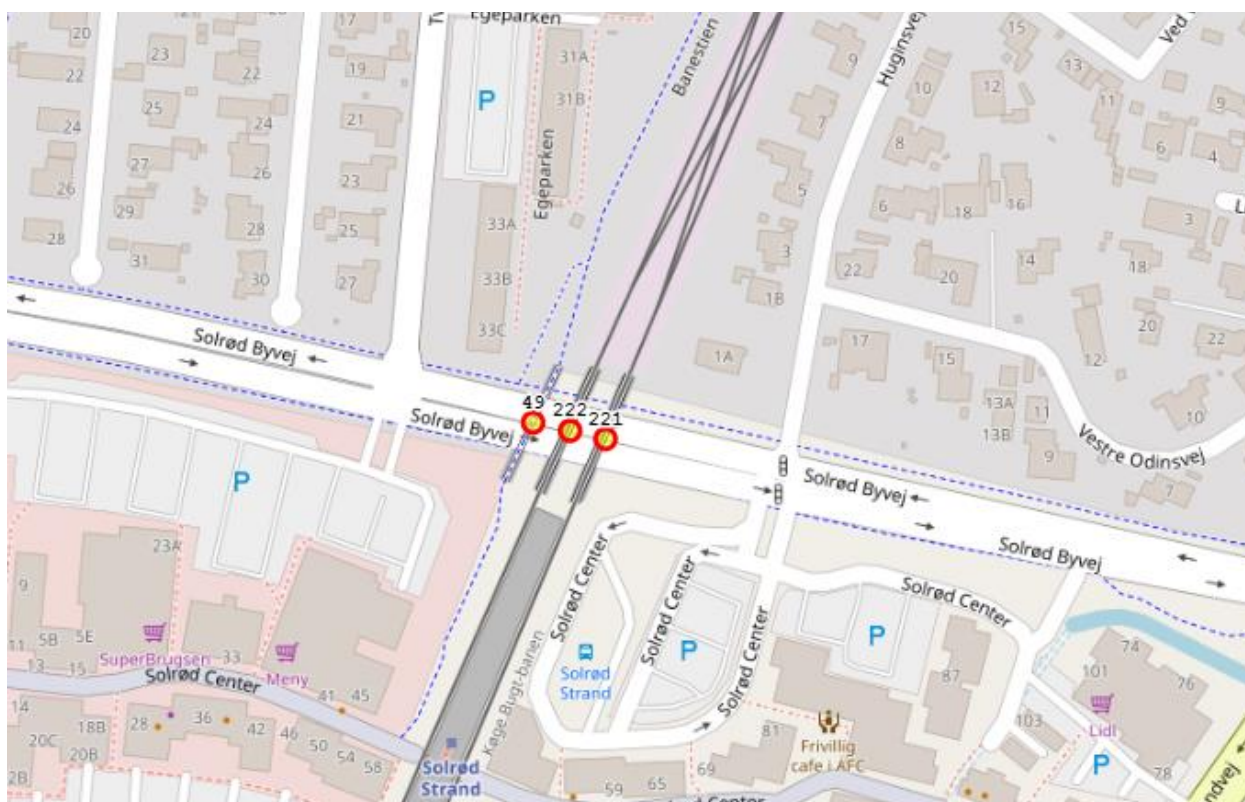 Egeparken
17
20
15
23
22
22
19
31A
P
31B
Egeparken
Banestien
Huginsvej
9
10
12
15
13
11
9
25
24
24
21
7
8
6
4
27
26
26
23
5
29
28
28
25
33A
6
18
16
3
31
30
27
33B
3
22
20
14
18
1B
33C
20
22
Solrød Byvej
1A
17
15
12
49
222
221
13A
11
10
Solrød Byvej
13B
9
Vestre Odinsvej
7
Solrød Byvej
P
23A
Solrød Byvej
9
Solrød Center
Solrød Center
Solrød Center
11
5B
5E
33
SuperBrugsen
Meny
13
15
Solrød Center
41
45
Solrød
Strand
P
Solrød Center
P
87
101
74
76
14
18B
28
36
42
46
50
54
58
20C
20B
2B
Køge Bugt-banen
Solrød
Strand
81
69
65
59
Frivillig
cafe i AFC
103
Lidl
P
78
Solrød Center
ndvej